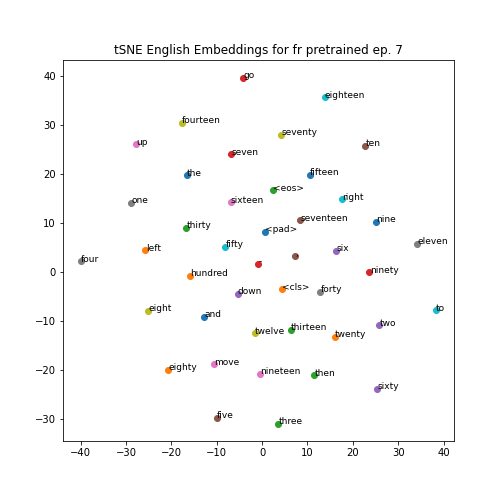 tSNE English Embeddings for fr pretrained ep. 7
go
eighteen
fourteen
seventy
up
ten
seven
the
fifteen
<eos>
one
sixteen
right
seventeen
nine
thirty
<pad>
fifty
eleven
left
six
four
hundred
ninety
<cls>
down
forty
eight
to
and
two
twelve
thirteen
twenty
move
eighty
nineteen
then
sixty
five
three
40
30
20
10
0
−10
−20
−30
−40
−30
−20
−10
0
10
20
30
40